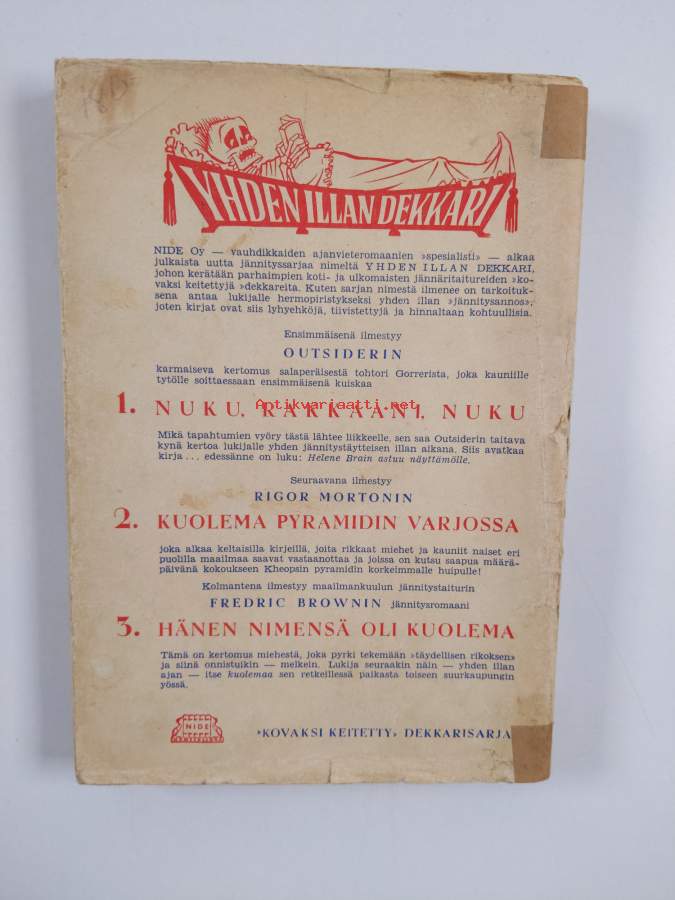 YHDEN ILLAN DEKKARI
NIDE Oy — vauhdikkaiden ajanvieteromaanien »spesialisti» — alkaa
julkaista uutta jännityssarjaa nimeltä YHDEN ILLAN DEKKARI,
johon kerätään parhaimpien koti- ja ulkomaisten jännäritaitureiden »ko-
vaksi keitettyjä »dekkareita. Kuten sarjan nimestä ilmenee on tarkoituk-
sena antaa lukijalle hermopiristykseksi yhden illan »jännitysannos»,
joten kirjat ovat siis lyhyehköjä, tiivistettyjä ja hinnaltaan kohtuullisia.
Ensimmäisenä ilmestyy
OUTSIDERIN
karmaiseva kertomus salaperäisestä tohtori Gorrerista, joka kauniille
tytölle soittaessaan ensimmäisenä kuiskaa
1. NUKU, RAKKAANI, NUKU
Antikvariaatti.net
Mikä tapahtumien vyöry tästä lähtee liikkeelle, sen saa Outsiderin taitava
kynä kertoa lukijalle yhden jännitystäytteisen illan aikana. Siis avatkaa
kirja... edessänne on luku: Helene Brain astuu näyttämölle.
Seuraavana ilmestyy
RIGOR MORTONIN
2. KUOLEMA PYRAMIDIN VARJOSSA
joka alkaa keltaisilla kirjeillä, joita rikkaat miehet ja kauniit naiset eri
puolilla maailmaa saavat vastaanottaa ja joissa on kutsu saapua määrä-
päivänä kokoukseen Kheopsin pyramidin korkeimmalle huipulle!
Kolmantena ilmestyy maailmankuulun jännitystaiturin
FREDRIC BROWNIN jännitysromaani
3. HÄNEN NIMENSÄ OLI KUOLEMA
Tämä on kertomus miehestä, joka pyrki tekemään »täydellisen rikoksen»
ja siinä onnistuikin — melkein. Lukija seuraakin näin — yhden illan
ajan — itse kuolemaa sen retkeillessä paikasta toiseen suurkaupungin
yössä.
NIDE
»KOVAKSI KEITETTY» DEKKARISARJA